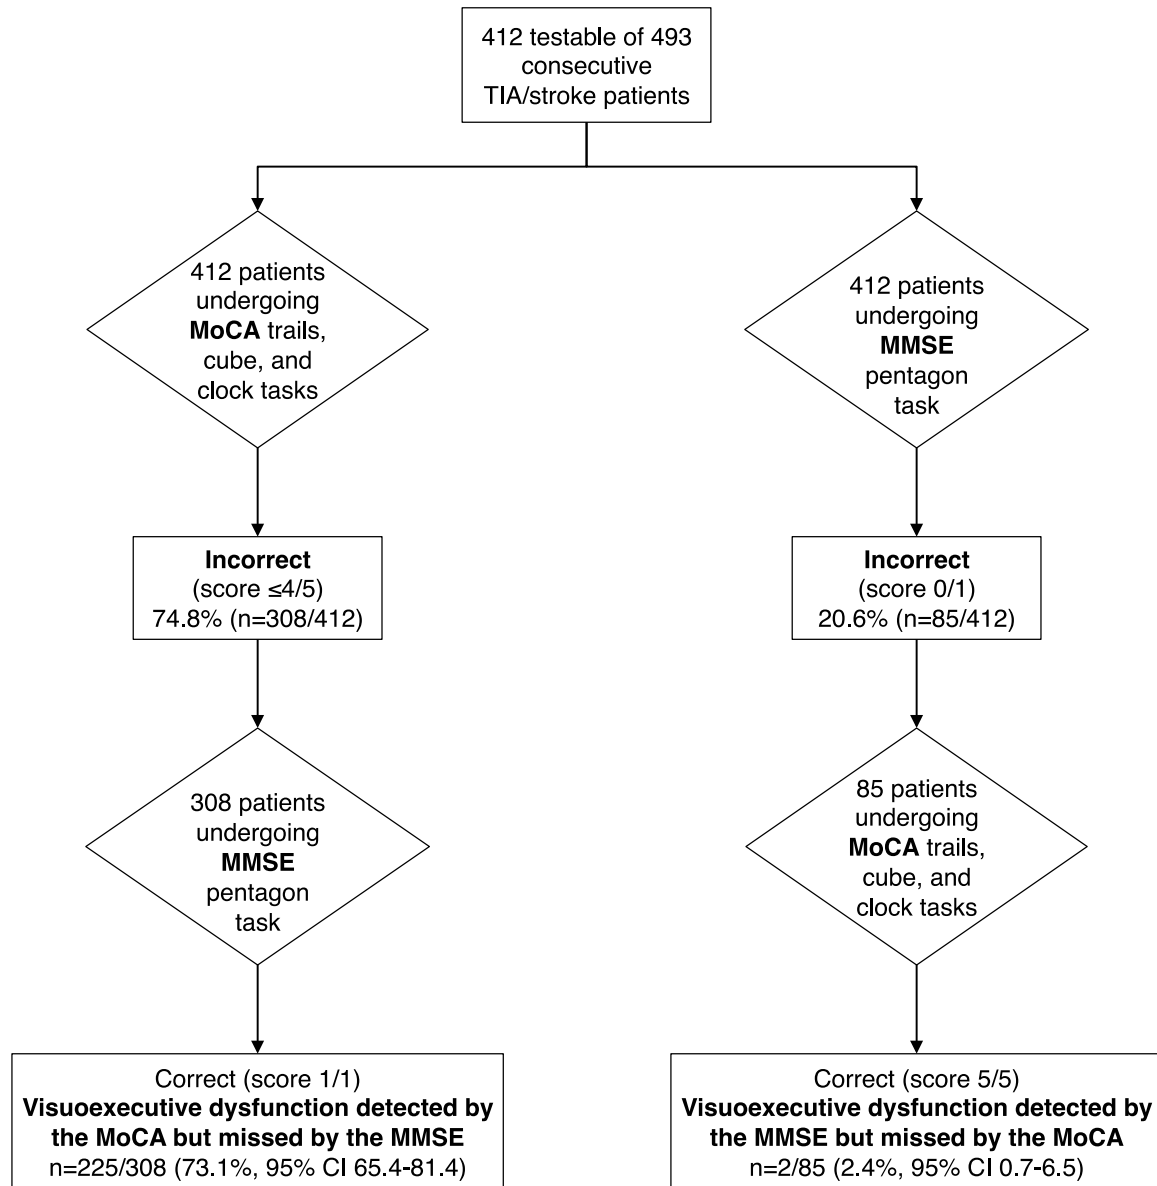 412 testable of 493
consecutive
TIA/stroke patients
412 patients
undergoing
MoCA trails,
cube, and
clock tasks
412 patients
undergoing
MMSE
pentagon
task
Incorrect
(score ≤4/5)
74.8% (n=308/412)
Incorrect
(score 0/1)
20.6% (n=85/412)
308 patients
undergoing
MMSE
pentagon
task
85 patients
undergoing
MoCA trails,
cube, and
clock tasks
Correct (score 1/1)
Visuoexecutive dysfunction detected by
the MoCA but missed by the MMSE
n=225/308 (73.1%, 95% CI 65.4-81.4)
Correct (score 5/5)
Visuoexecutive dysfunction detected by
the MMSE but missed by the MoCA
n=2/85 (2.4%, 95% CI 0.7-6.5)